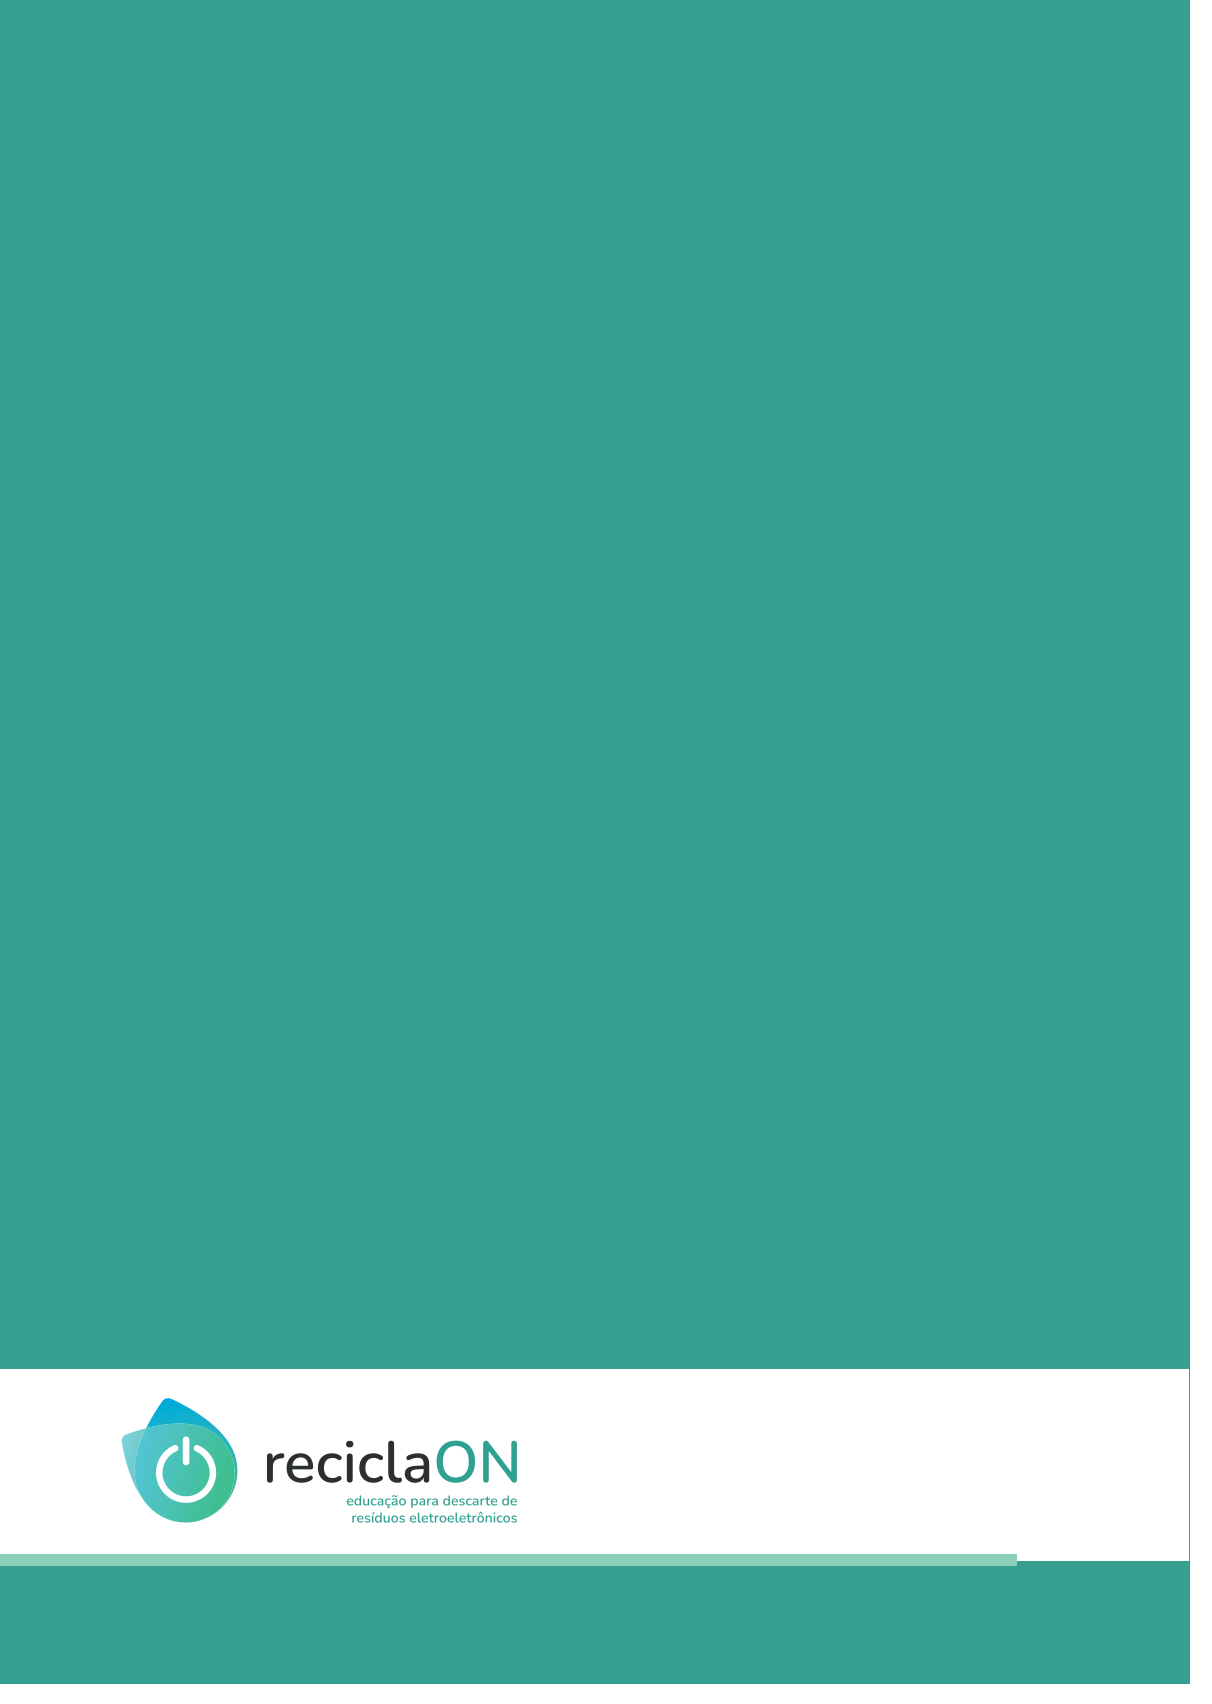 reciclaON
educação para descarte de
resíduos eletroeletrônicos